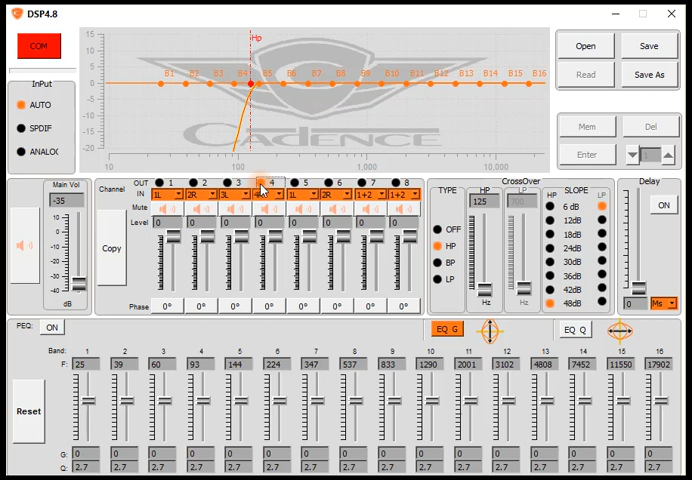 DSP4.8
COM
InPut
AUTO
SPDIF
ANALO(
15
10
5
0
-5
-10
-15
-20
Hp
B1 B2 B3 B4 B5 B6 B7 B8 B9 B10 B11 B12 B13 B14 B15 B16
CADENCE
10 100 1,000 10,000
Open Save
Read Save As
Mem Del
Enter 1
Main Vol
-35
10
0
-10
-20
-30
-40
dB
Channel
Copy
OUT 1 2 3 4 5 6 7 8
IN 1L 2R 3L 1L 2R 1+2 1+2
Mute
Level 0 0 0 0 0 0 0 0
Phase 0° 0° 0° 0° 0° 0° 0° 0°
CrossOver
TYPE HP LP SLOPE
125 700 HP LP
OFF
HP
BP
LP
Hz Hz
6 dB
12dB
18dB
24dB
30dB
36dB
42dB
48dB
Delay
ON
0 Ms
PEQ: ON EQ G EQ Q
Band: 1 2 3 4 5 6 7 8 9 10 11 12 13 14 15 16
F: 25 39 60 93 144 224 347 537 833 1290 2001 3102 4808 7452 11550 17902
Reset
G: 0 0 0 0 0 0 0 0 0 0 0 0 0 0 0 0
Q: 2.7 2.7 2.7 2.7 2.7 2.7 2.7 2.7 2.7 2.7 2.7 2.7 2.7 2.7 2.7 2.7